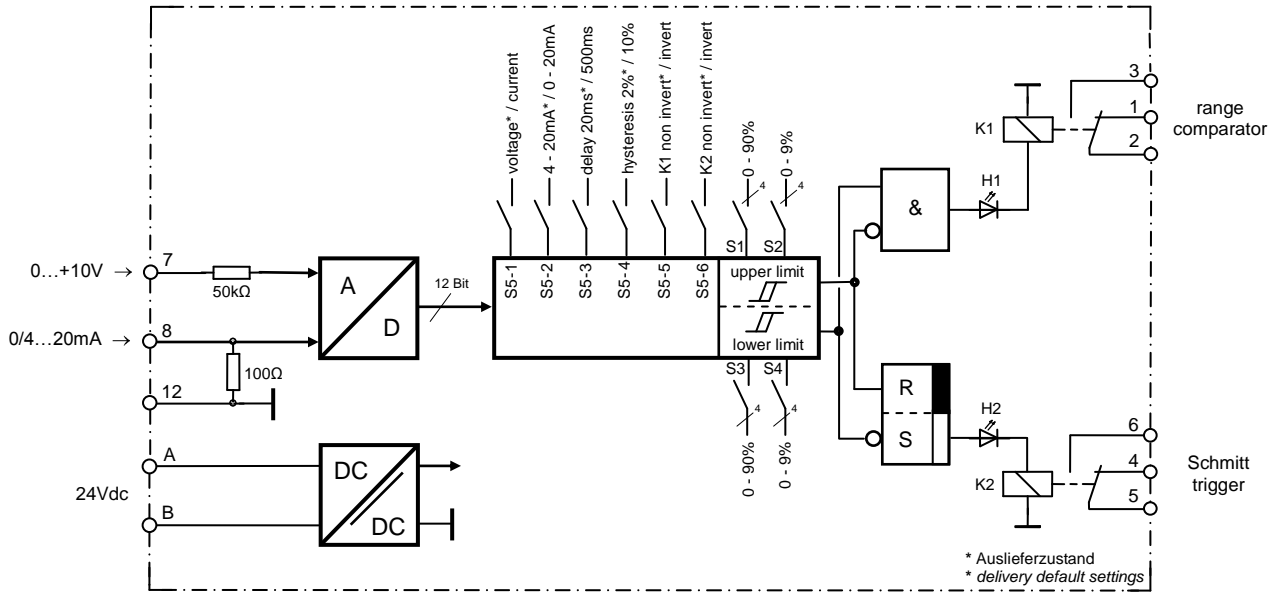 voltage* / current
4 - 20mA* / 0 - 20mA
delay 20ms* / 500ms
hysteresis 2%* / 10%
K1 non invert* / invert
K2 non invert* / invert
0 - 90%
0 - 9%
4
4
S1
S2
S5-1
S5-2
S5-3
S5-4
S5-5
S5-6
upper limit
lower limit
S3
S4
4
4
0 - 90%
0 - 9%
0…+10V →
7
50kΩ
0/4…20mA →
8
100Ω
12
A
D
12 Bit
24Vdc
A
B
DC
DC
&
H1
K1
3
1
2
range
comparator
R
S
H2
K2
6
4
5
Schmitt
trigger
* Auslieferzustand
* delivery default settings